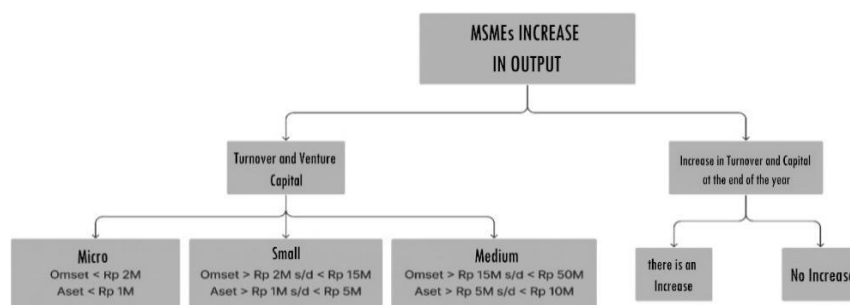 MSMEs INCREASE
IN OUTPUT
Turnover and Venture
Capital
Increase in Turnover and Capital
at the end of the year
Micro
Omset < Rp 2M
Aset < Rp 1M
Small
Omset > Rp 2M s/d < Rp 15M
Aset > Rp 1M s/d < Rp 5M
Medium
Omset > Rp 15M s/d < Rp 50M
Aset > Rp 5M s/d < Rp 10M
there is an
Increase
No Increase